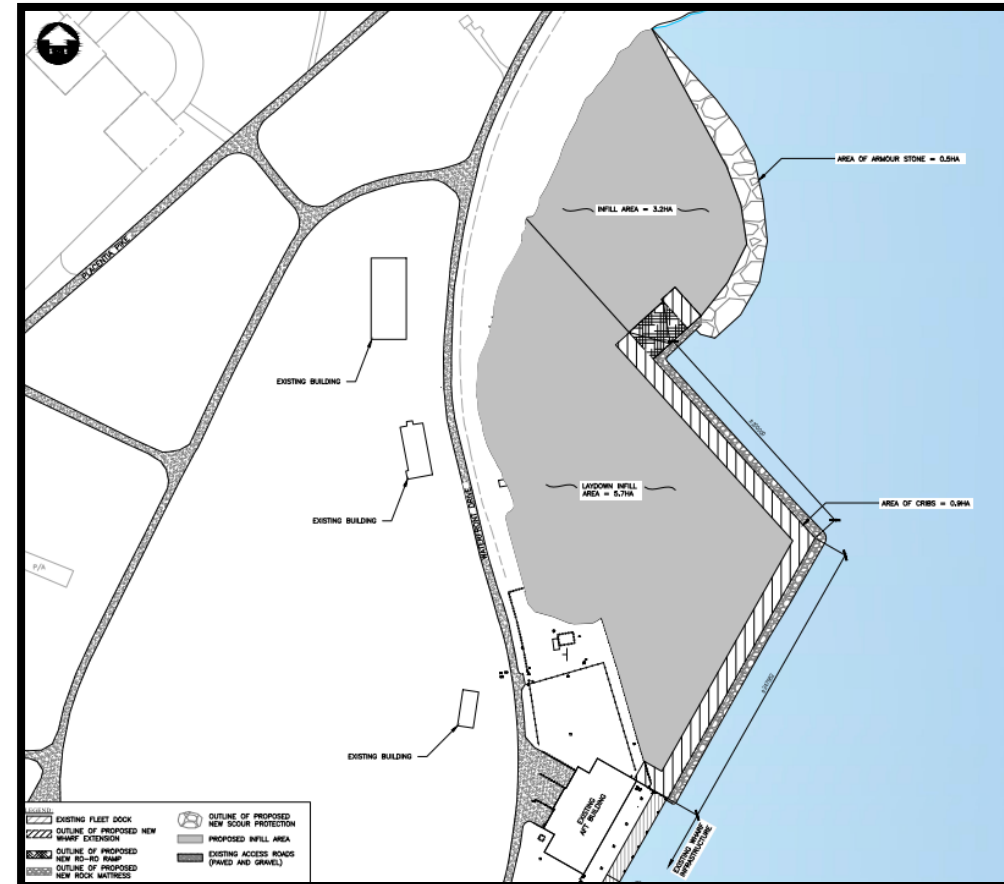 AREA OF ARMOUR STONE = 0.5HA
INFILL AREA = 3.2HA
PLACENTIA PIKE
EXISTING BUILDING
EXISTING BUILDING
LAYDOWN INFILL
AREA = 5.7HA
AREA OF CRIBS = 0.9HA
WATERFRONT DRIVE
P/A
EXISTING BUILDING
EXISTING
AFT BUILDING
EXISTING WHARF
INFRASTRUCTURE
LEGEND:
EXISTING FLEET DOCK
OUTLINE OF PROPOSED NEW
WHARF EXTENSION
OUTLINE OF PROPOSED
NEW RO-RO RAMP
OUTLINE OF PROPOSED
NEW ROCK MATTRESS
OUTLINE OF PROPOSED
NEW SCOUR PROTECTION
PROPOSED INFILL AREA
EXISTING ACCESS ROADS
(PAVED AND GRAVEL)